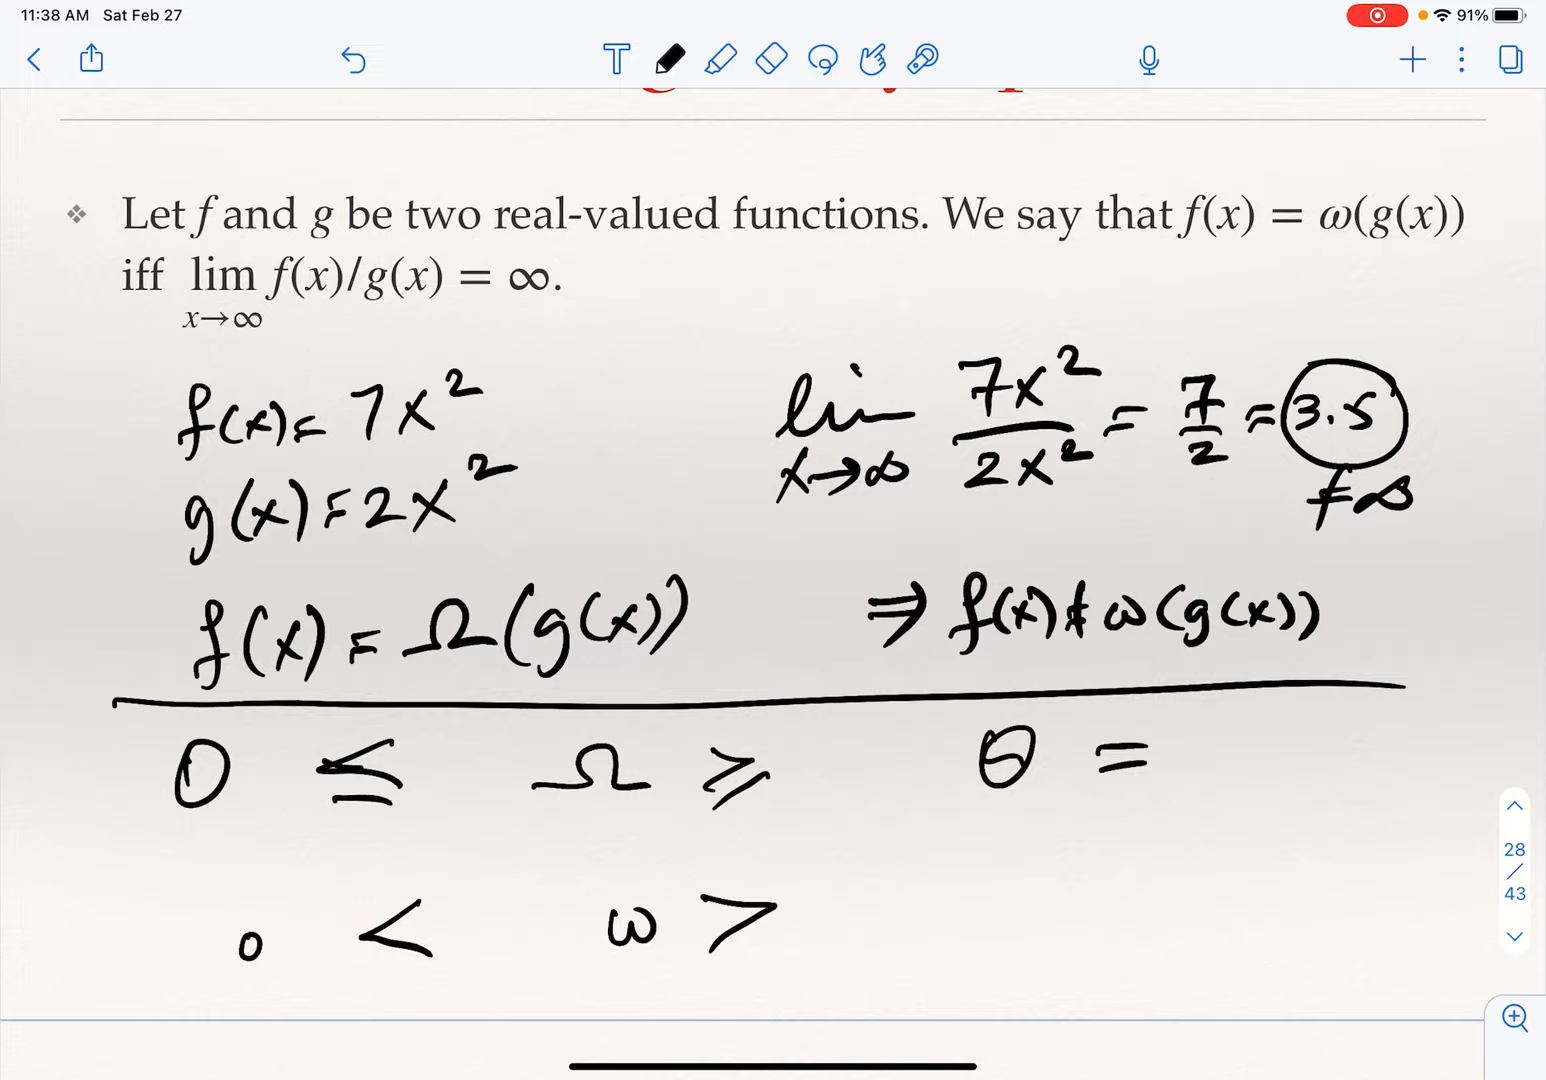 11:38 AM Sat Feb 27
91%
T
❖ Let f and g be two real-valued functions. We say that f(x) = ω(g(x))
iff lim f(x)/g(x) = ∞.
x→∞
f(x) = 7x²
g(x) = 2x²
f(x) = Ω(g(x))
lim x→∞ 7x²/2x² = 7/2 = 3.5
≠ ∞
⇒ f(x) ≠ ω(g(x))
O ≤ Ω ≥ Θ =
o < ω >
28
/
43